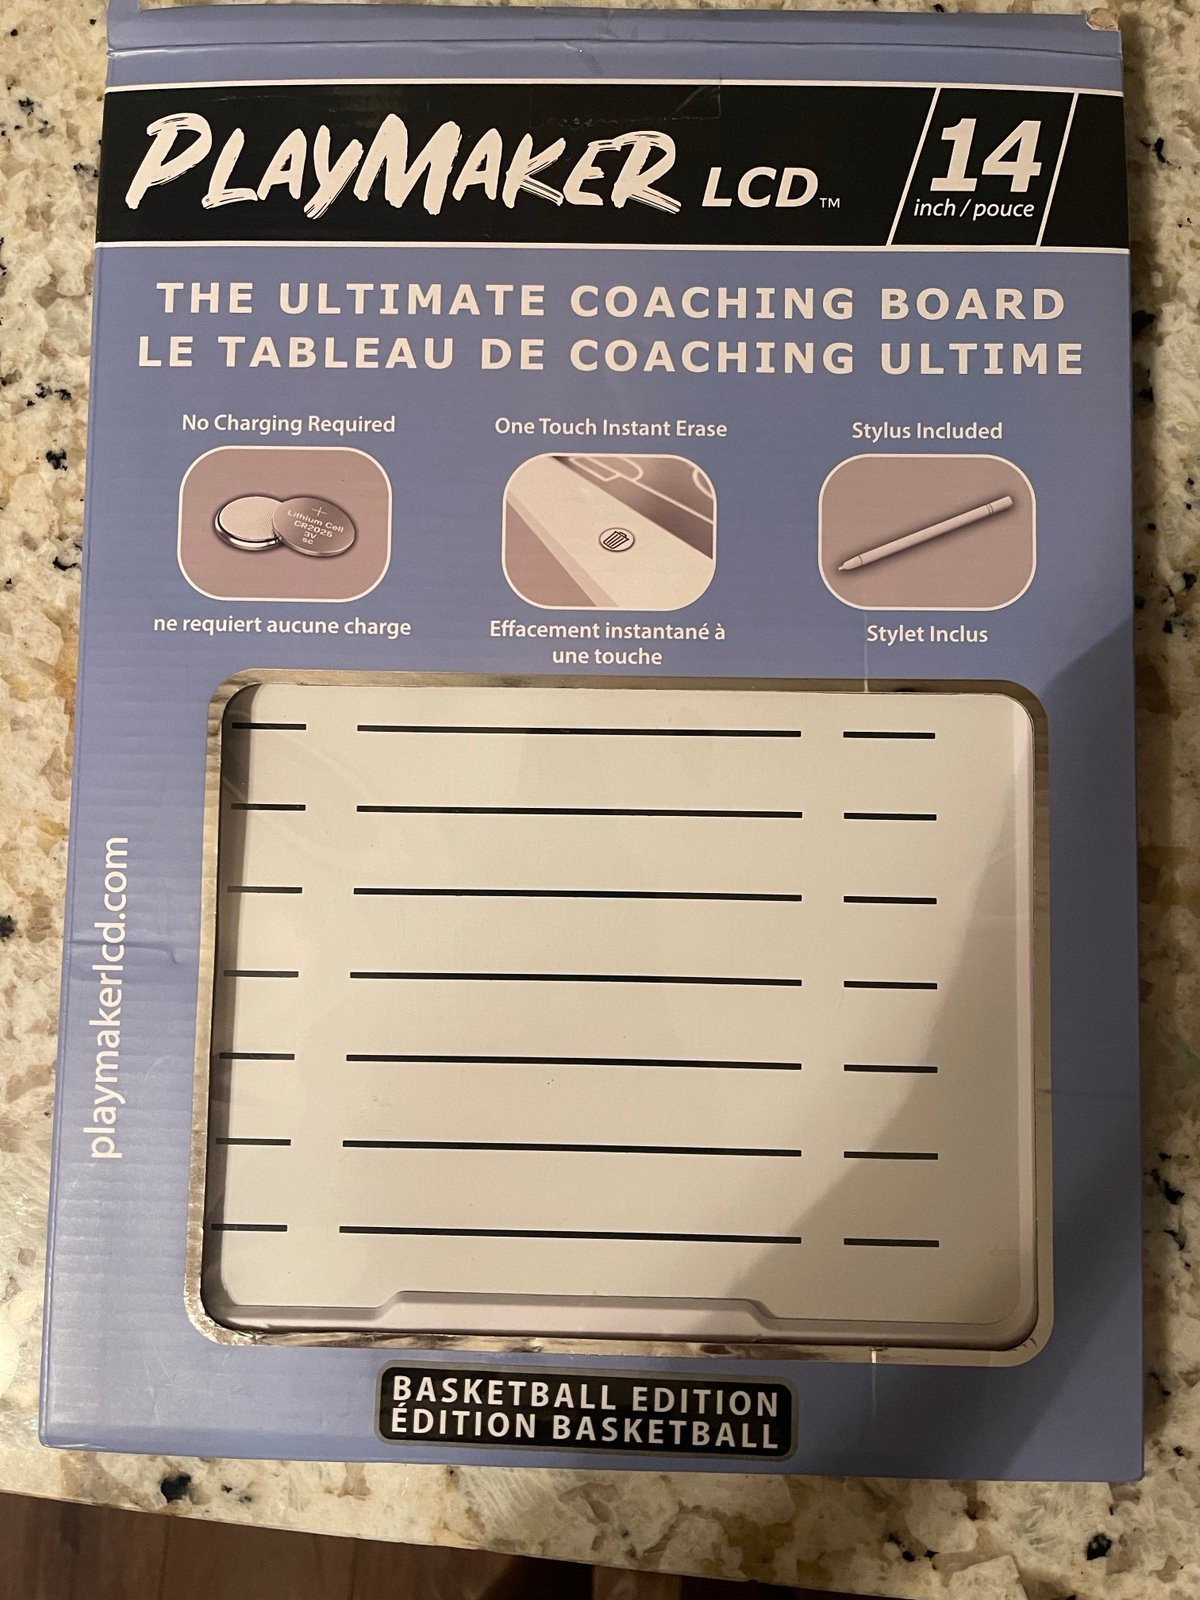 PLAYMAKER LCD™
14
inch / pouce
THE ULTIMATE COACHING BOARD
LE TABLEAU DE COACHING ULTIME
No Charging Required
One Touch Instant Erase
Stylus Included
Lithium Cell
CR2025
3V
SC
ne requiert aucune charge
Effacement instantané à
une touche
Stylet Inclus
playmakerlcd.com
BASKETBALL EDITION
ÉDITION BASKETBALL